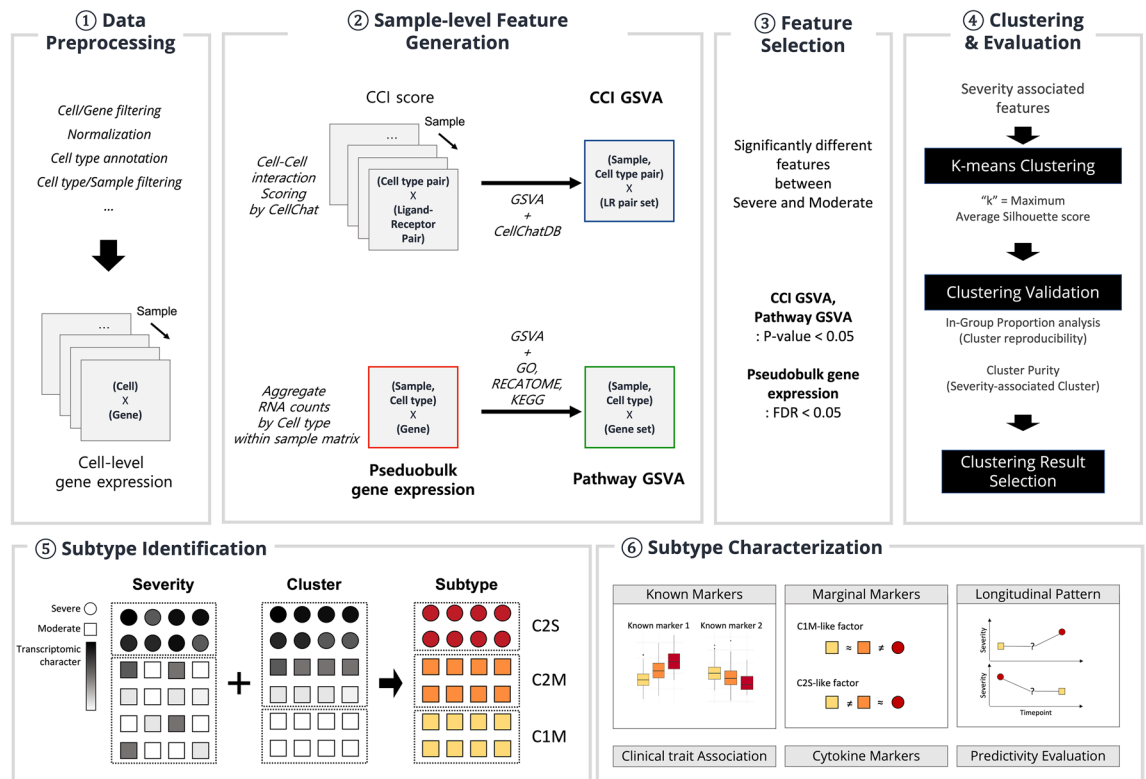 ① Data
Preprocessing
Cell/Gene filtering
Normalization
Cell type annotation
Cell type/Sample filtering
...
Sample
...
(Cell)
X
(Gene)
Cell-level
gene expression
② Sample-level Feature
Generation
CCI score
Sample
...
Cell-Cell
interaction
Scoring
by CellChat
(Cell type pair)
X
(Ligand-
Receptor
Pair)
GSVA
+
CellChatDB
CCI GSVA
(Sample,
Cell type pair)
X
(LR pair set)
Aggregate
RNA counts
by Cell type
within sample matrix
(Sample,
Cell type)
X
(Gene)
Pseduobulk
gene expression
GSVA
+
GO,
RECATOME,
KEGG
(Sample,
Cell type)
X
(Gene set)
Pathway GSVA
③ Feature
Selection
Significantly different
features
between
Severe and Moderate
CCI GSVA,
Pathway GSVA
: P-value < 0.05
Pseudobulk gene
expression
: FDR < 0.05
④ Clustering
& Evaluation
Severity associated
features
K-means Clustering
“k” = Maximum
Average Silhouette score
Clustering Validation
In-Group Proportion analysis
(Cluster reproducibility)
Cluster Purity
(Severity-associated Cluster)
Clustering Result
Selection
⑤ Subtype Identification
Severe
Moderate
Transcriptomic
character
Severity
+
Cluster
Subtype
C2S
C2M
C1M
⑥ Subtype Characterization
Known Markers
Known marker 1
Known marker 2
Clinical trait Association
Marginal Markers
C1M-like factor
≈ ≠
C2S-like factor
≠ ≈
Cytokine Markers
Longitudinal Pattern
Severity
?
Severity
?
Timepoint
Predictivity Evaluation